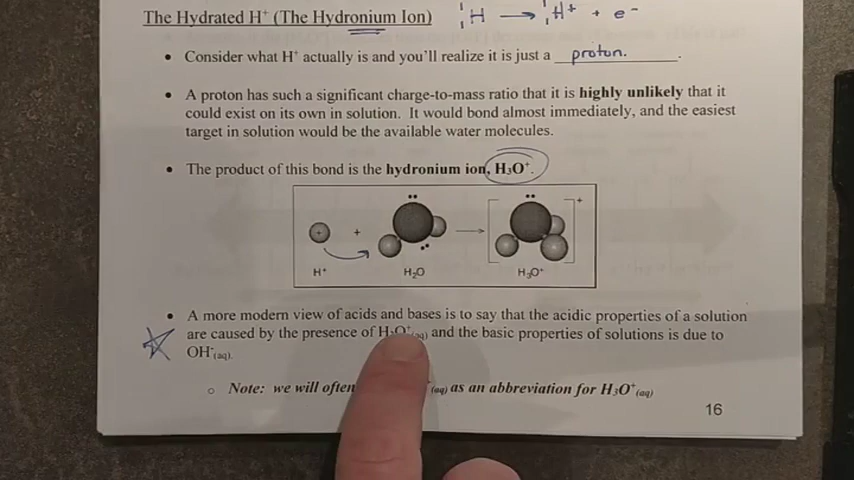 The Hydrated H⁺ (The Hydronium Ion) ¦H → ¦H⁺ + e⁻
• Consider what H⁺ actually is and you'll realize it is just a proton.
• A proton has such a significant charge-to-mass ratio that it is highly unlikely that it
could exist on its own in solution. It would bond almost immediately, and the easiest
target in solution would be the available water molecules.
• The product of this bond is the hydronium ion, H₃O⁺.
+ + +
H⁺ H₂O H₃O⁺
• A more modern view of acids and bases is to say that the acidic properties of a solution
are caused by the presence of H₃O⁺(aq) and the basic properties of solutions is due to
OH⁻(aq).
o Note: we will often ⁺(aq) as an abbreviation for H₃O⁺(aq)
16